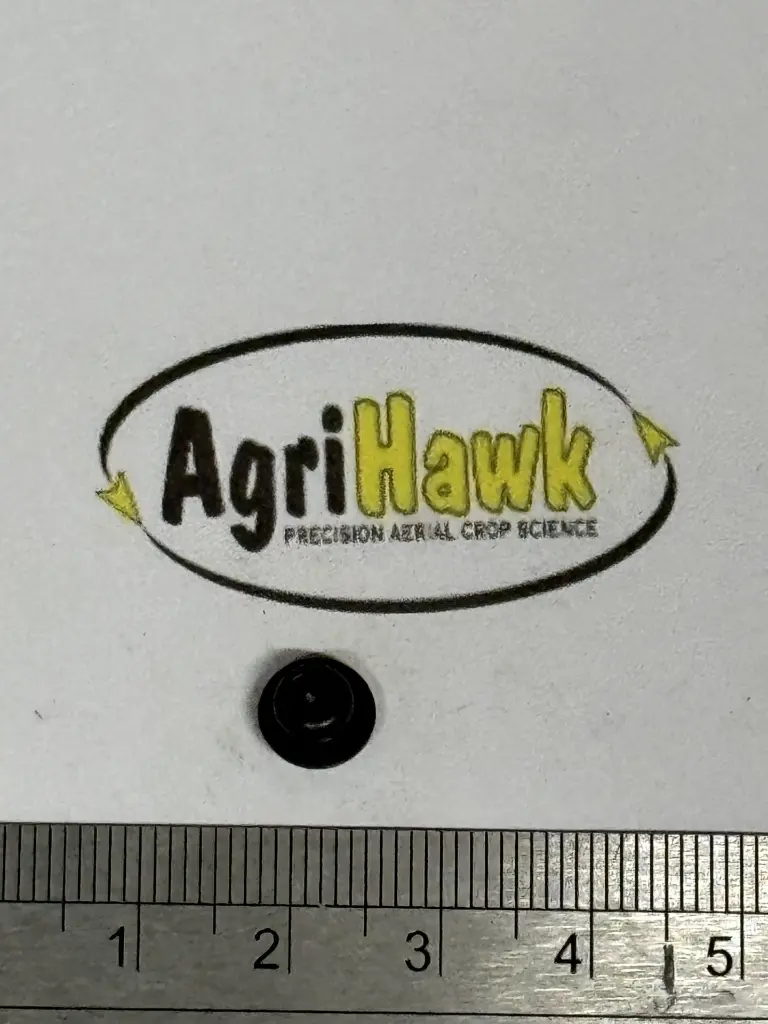 AgriHawk
PRECISION AERIAL CROP SCIENCE
1 2 3 4 5